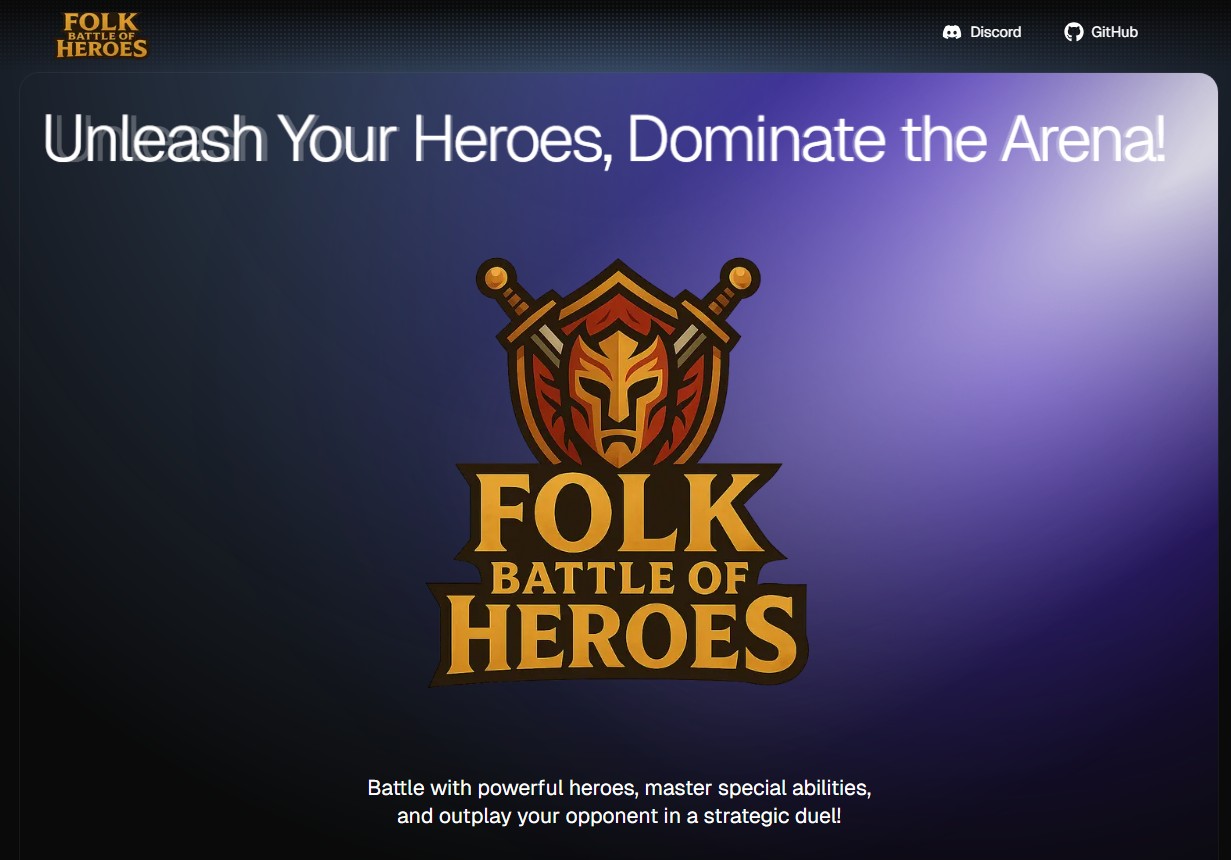 FOLK
BATTLE OF
HEROES
Discord
GitHub
Unleash Your Heroes, Dominate the Arena!
FOLK
BATTLE OF
HEROES
Battle with powerful heroes, master special abilities,
and outplay your opponent in a strategic duel!